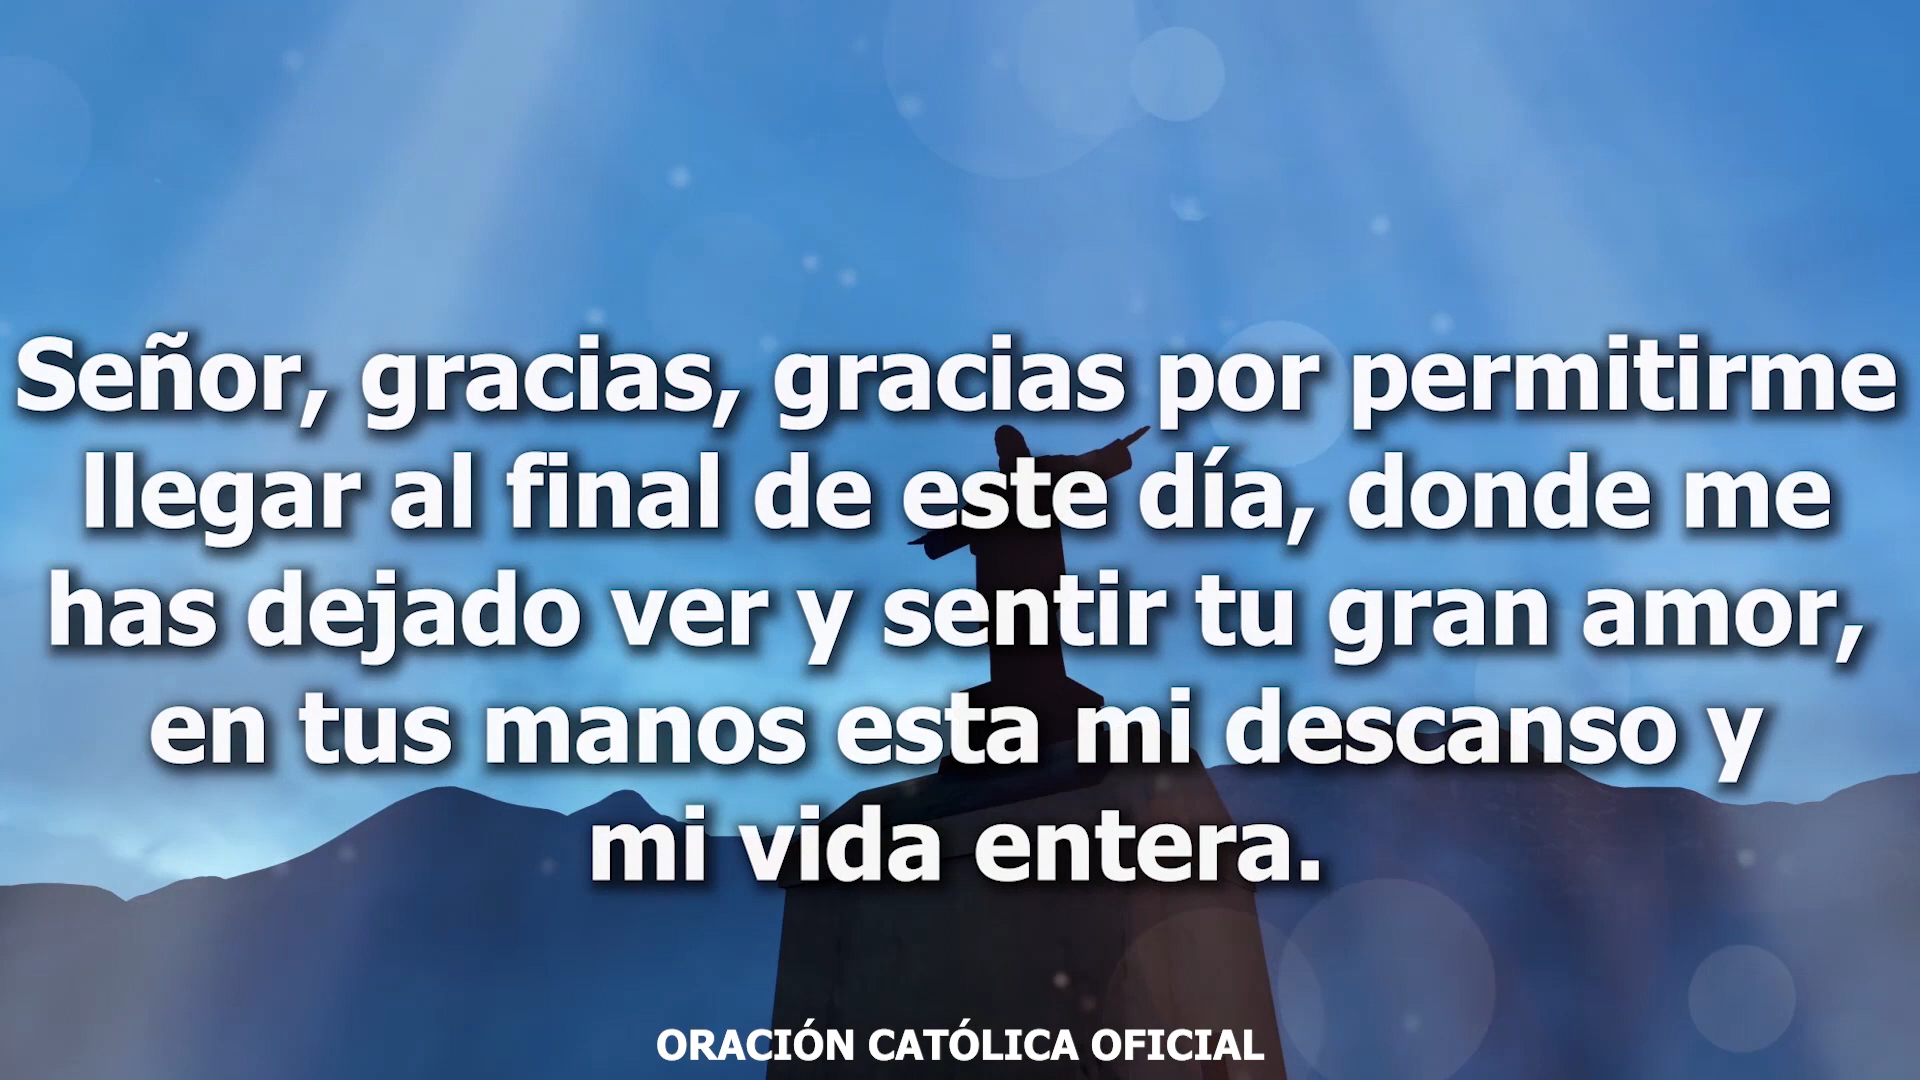 Señor, gracias, gracias por permitirme
llegar al final de este día, donde me
has dejado ver y sentir tu gran amor,
en tus manos esta mi descanso y
mi vida entera.
ORACIÓN CATÓLICA OFICIAL